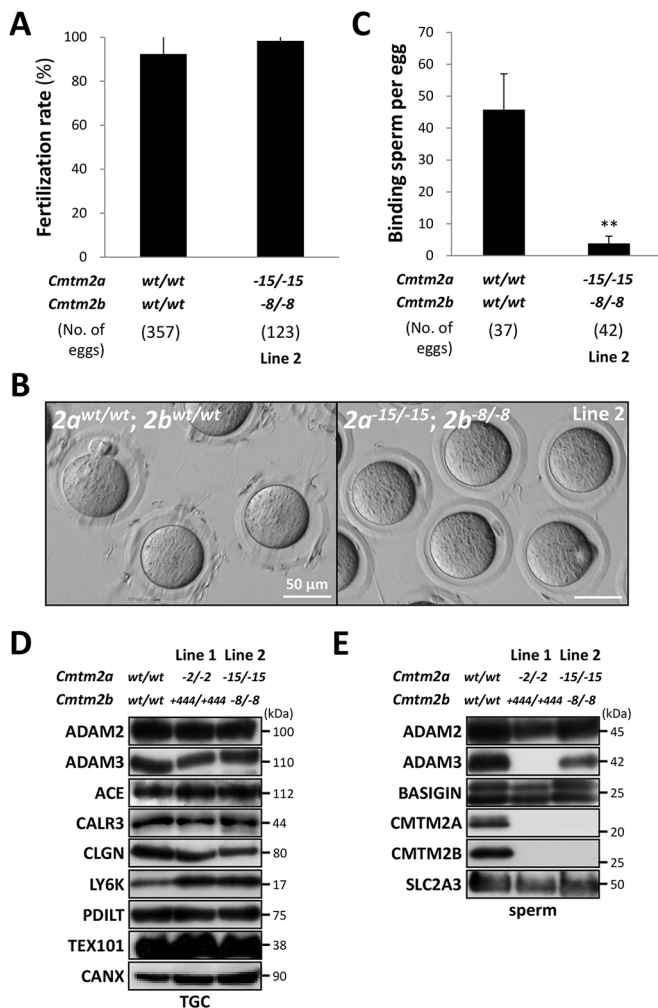 A
Fertilization rate (%)
100
80
60
40
20
0
Cmtm2a wt/wt -15/-15
Cmtm2b wt/wt -8/-8
(No. of eggs) (357) (123)
Line 2
C
Binding sperm per egg
70
60
50
40
30
20
10
0
**
Cmtm2a wt/wt -15/-15
Cmtm2b wt/wt -8/-8
(No. of eggs) (37) (42)
Line 2
B
2a wt/wt; 2b wt/wt
50 μm
2a -15/-15; 2b -8/-8
Line 2
D
Line 1 Line 2
Cmtm2a wt/wt -2/-2 -15/-15
Cmtm2b wt/wt +444/+444 -8/-8
(kDa)
ADAM2 100
ADAM3 110
ACE 112
CALR3 44
CLGN 80
LY6K 17
PDILT 75
TEX101 38
CANX 90
TGC
E
Line 1 Line 2
Cmtm2a wt/wt -2/-2 -15/-15
Cmtm2b wt/wt +444/+444 -8/-8
(kDa)
ADAM2 45
ADAM3 42
BASIGIN 25
CMTM2A 20
CMTM2B 25
SLC2A3 50
sperm